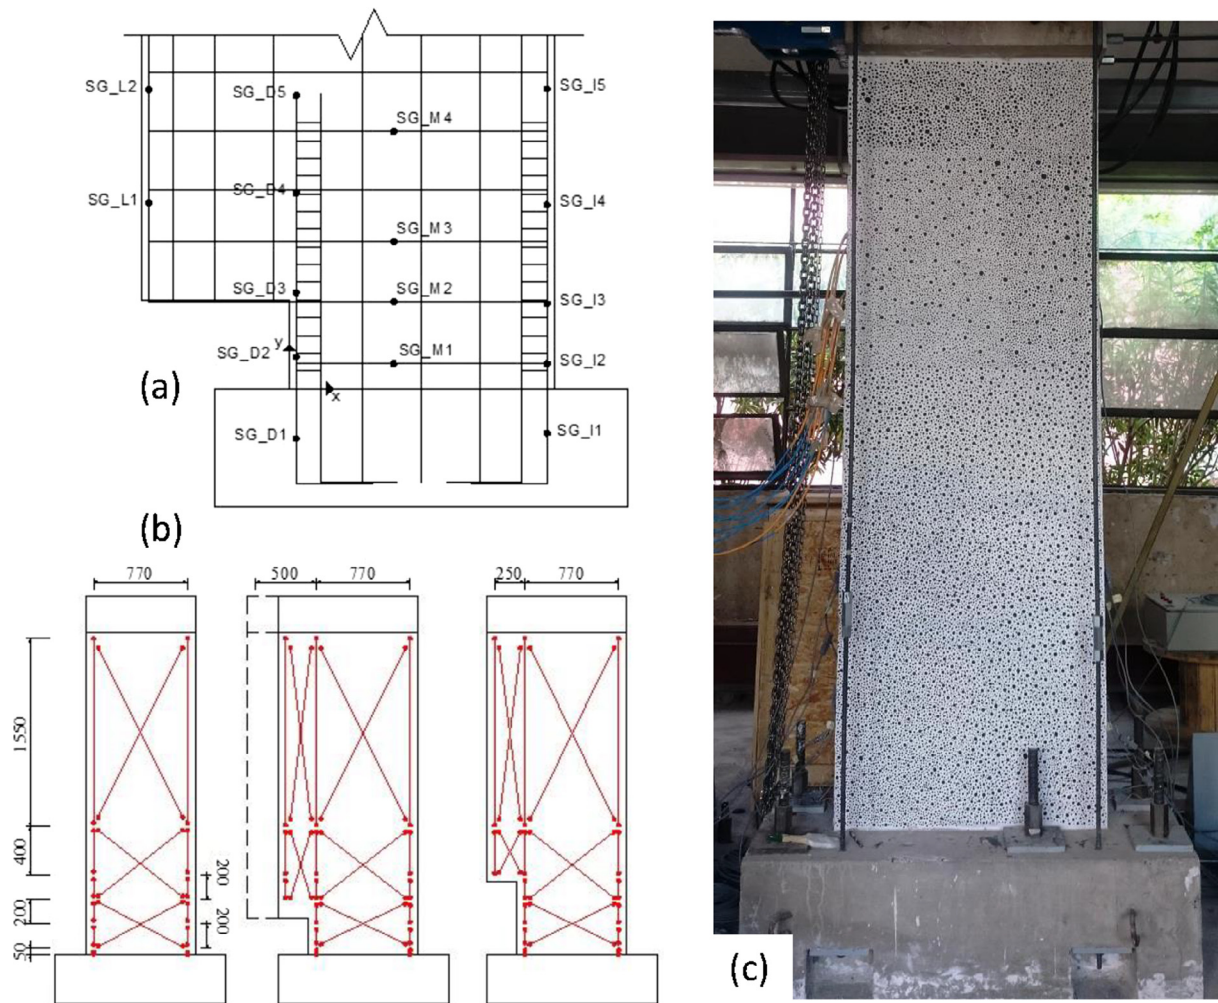 SG_L2
SG_D5
SG_I5
SG_M4
SG_D4
SG_L1
SG_I4
SG_M3
SG_D3
SG_M2
SG_I3
y
SG_D2
SG_M1
SG_I2
(a)
x
SG_D1
SG_I1
(b)
770
500
770
250
770
1550
400
200
200
200
50
(c)